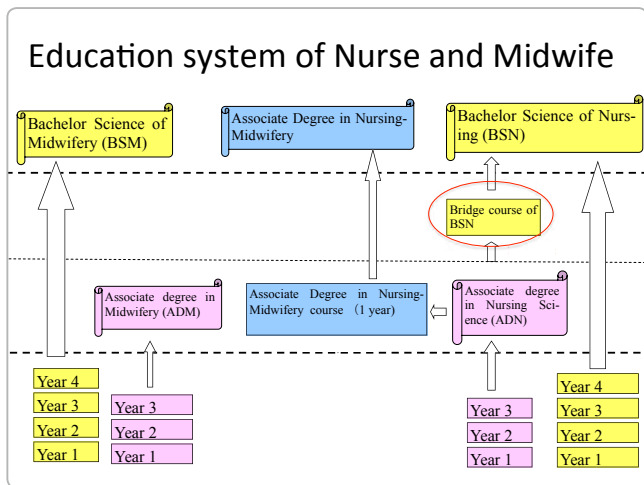 Education system of Nurse and Midwife
Bachelor Science of
Midwifery (BSM)
Associate Degree in Nursing-
Midwifery
Bachelor Science of Nurs-
ing (BSN)
Bridge course of
BSN
Associate degree in
Midwifery (ADM)
Associate Degree in Nursing-
Midwifery course （1 year）
Associate degree
in Nursing Sci-
ence (ADN)
Year 4
Year 3
Year 2
Year 1
Year 3
Year 2
Year 1
Year 3
Year 2
Year 1
Year 4
Year 3
Year 2
Year 1